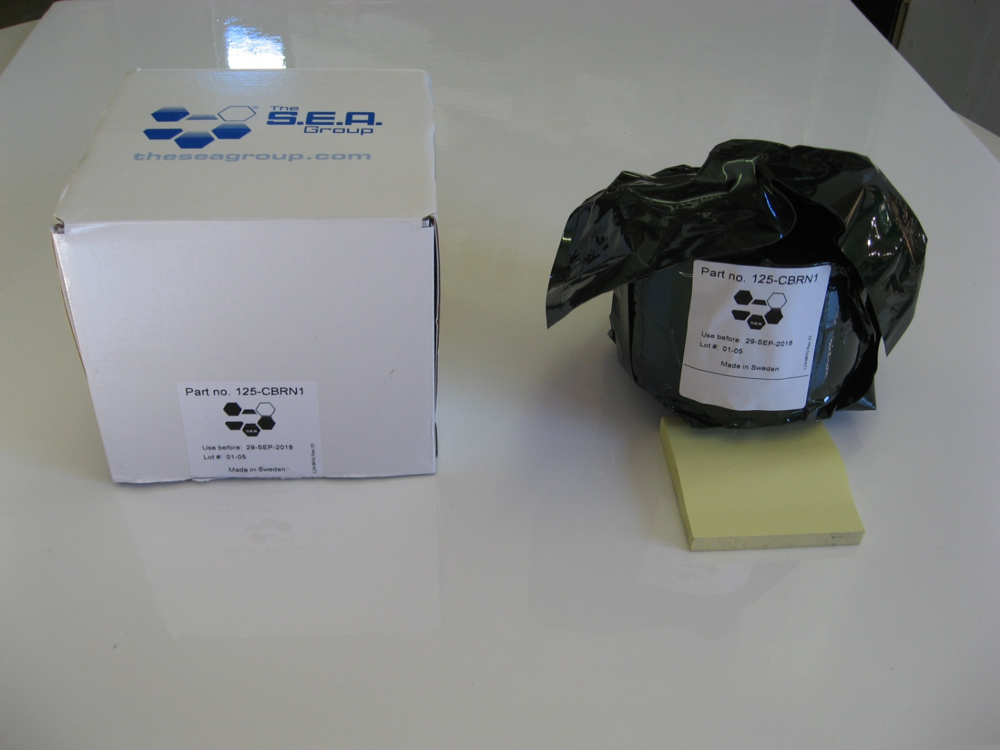 The
S.E.A.
Group
theseagroup.com
Part no. 125-CBRN1
SEA
Use before: 29-SEP-2018
Lot #: 01-05
Made in Sweden
Part no. 125-CBRN1
SEA
Use before: 29-SEP-2018
Lot #: 01-05
Made in Sweden